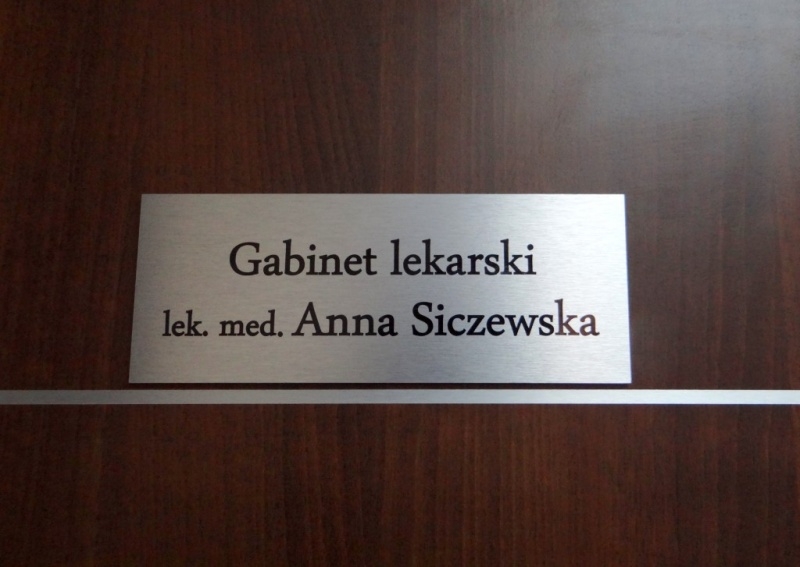 Gabinet lekarski
lek. med. Anna Siczewska